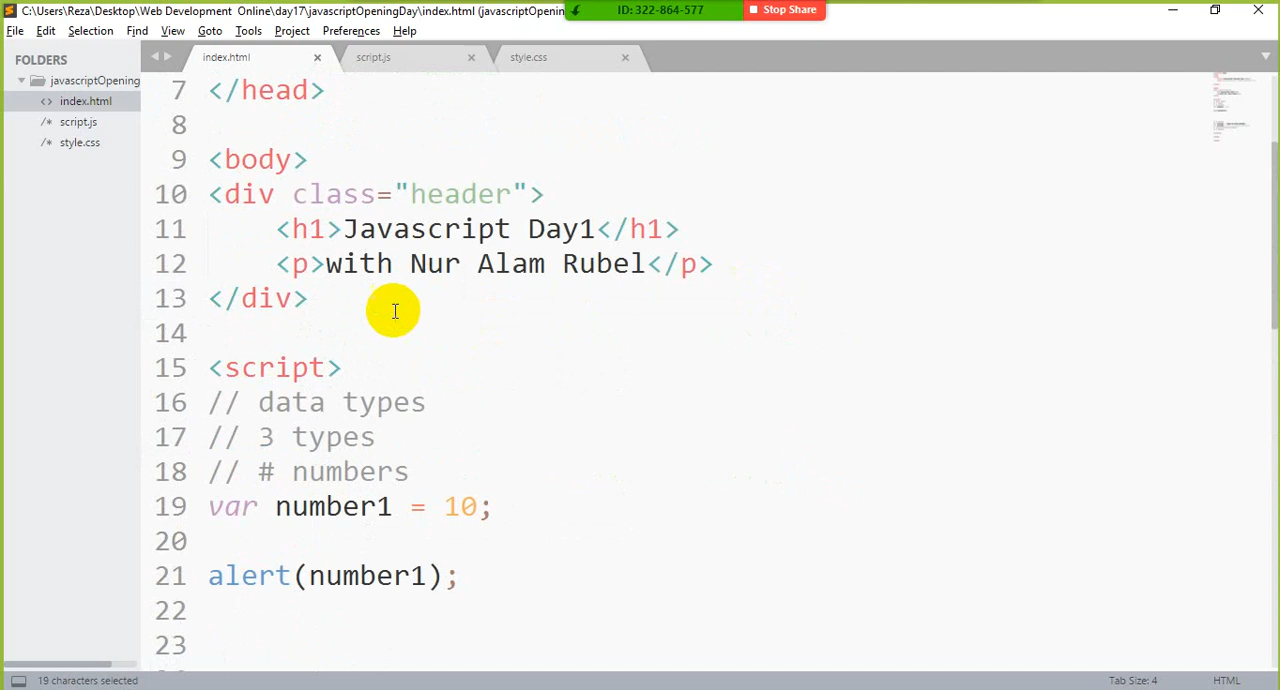 C:\Users\Reza\Desktop\Web Development Online\day17\javascriptOpeningDay\index.html (javascriptOpenin
ID: 322-864-577
Stop Share
File Edit Selection Find View Goto Tools Project Preferences Help
FOLDERS
javascriptOpening
index.html
script.js
style.css
index.html script.js style.css
7 </head>
8
9 <body>
10 <div class="header">
11 <h1>Javascript Day1</h1>
12 <p>with Nur Alam Rubel</p>
13 </div>
14
15 <script>
16 // data types
17 // 3 types
18 // # numbers
19 var number1 = 10;
20
21 alert(number1);
22
23
19 characters selected
Tab Size: 4
HTML